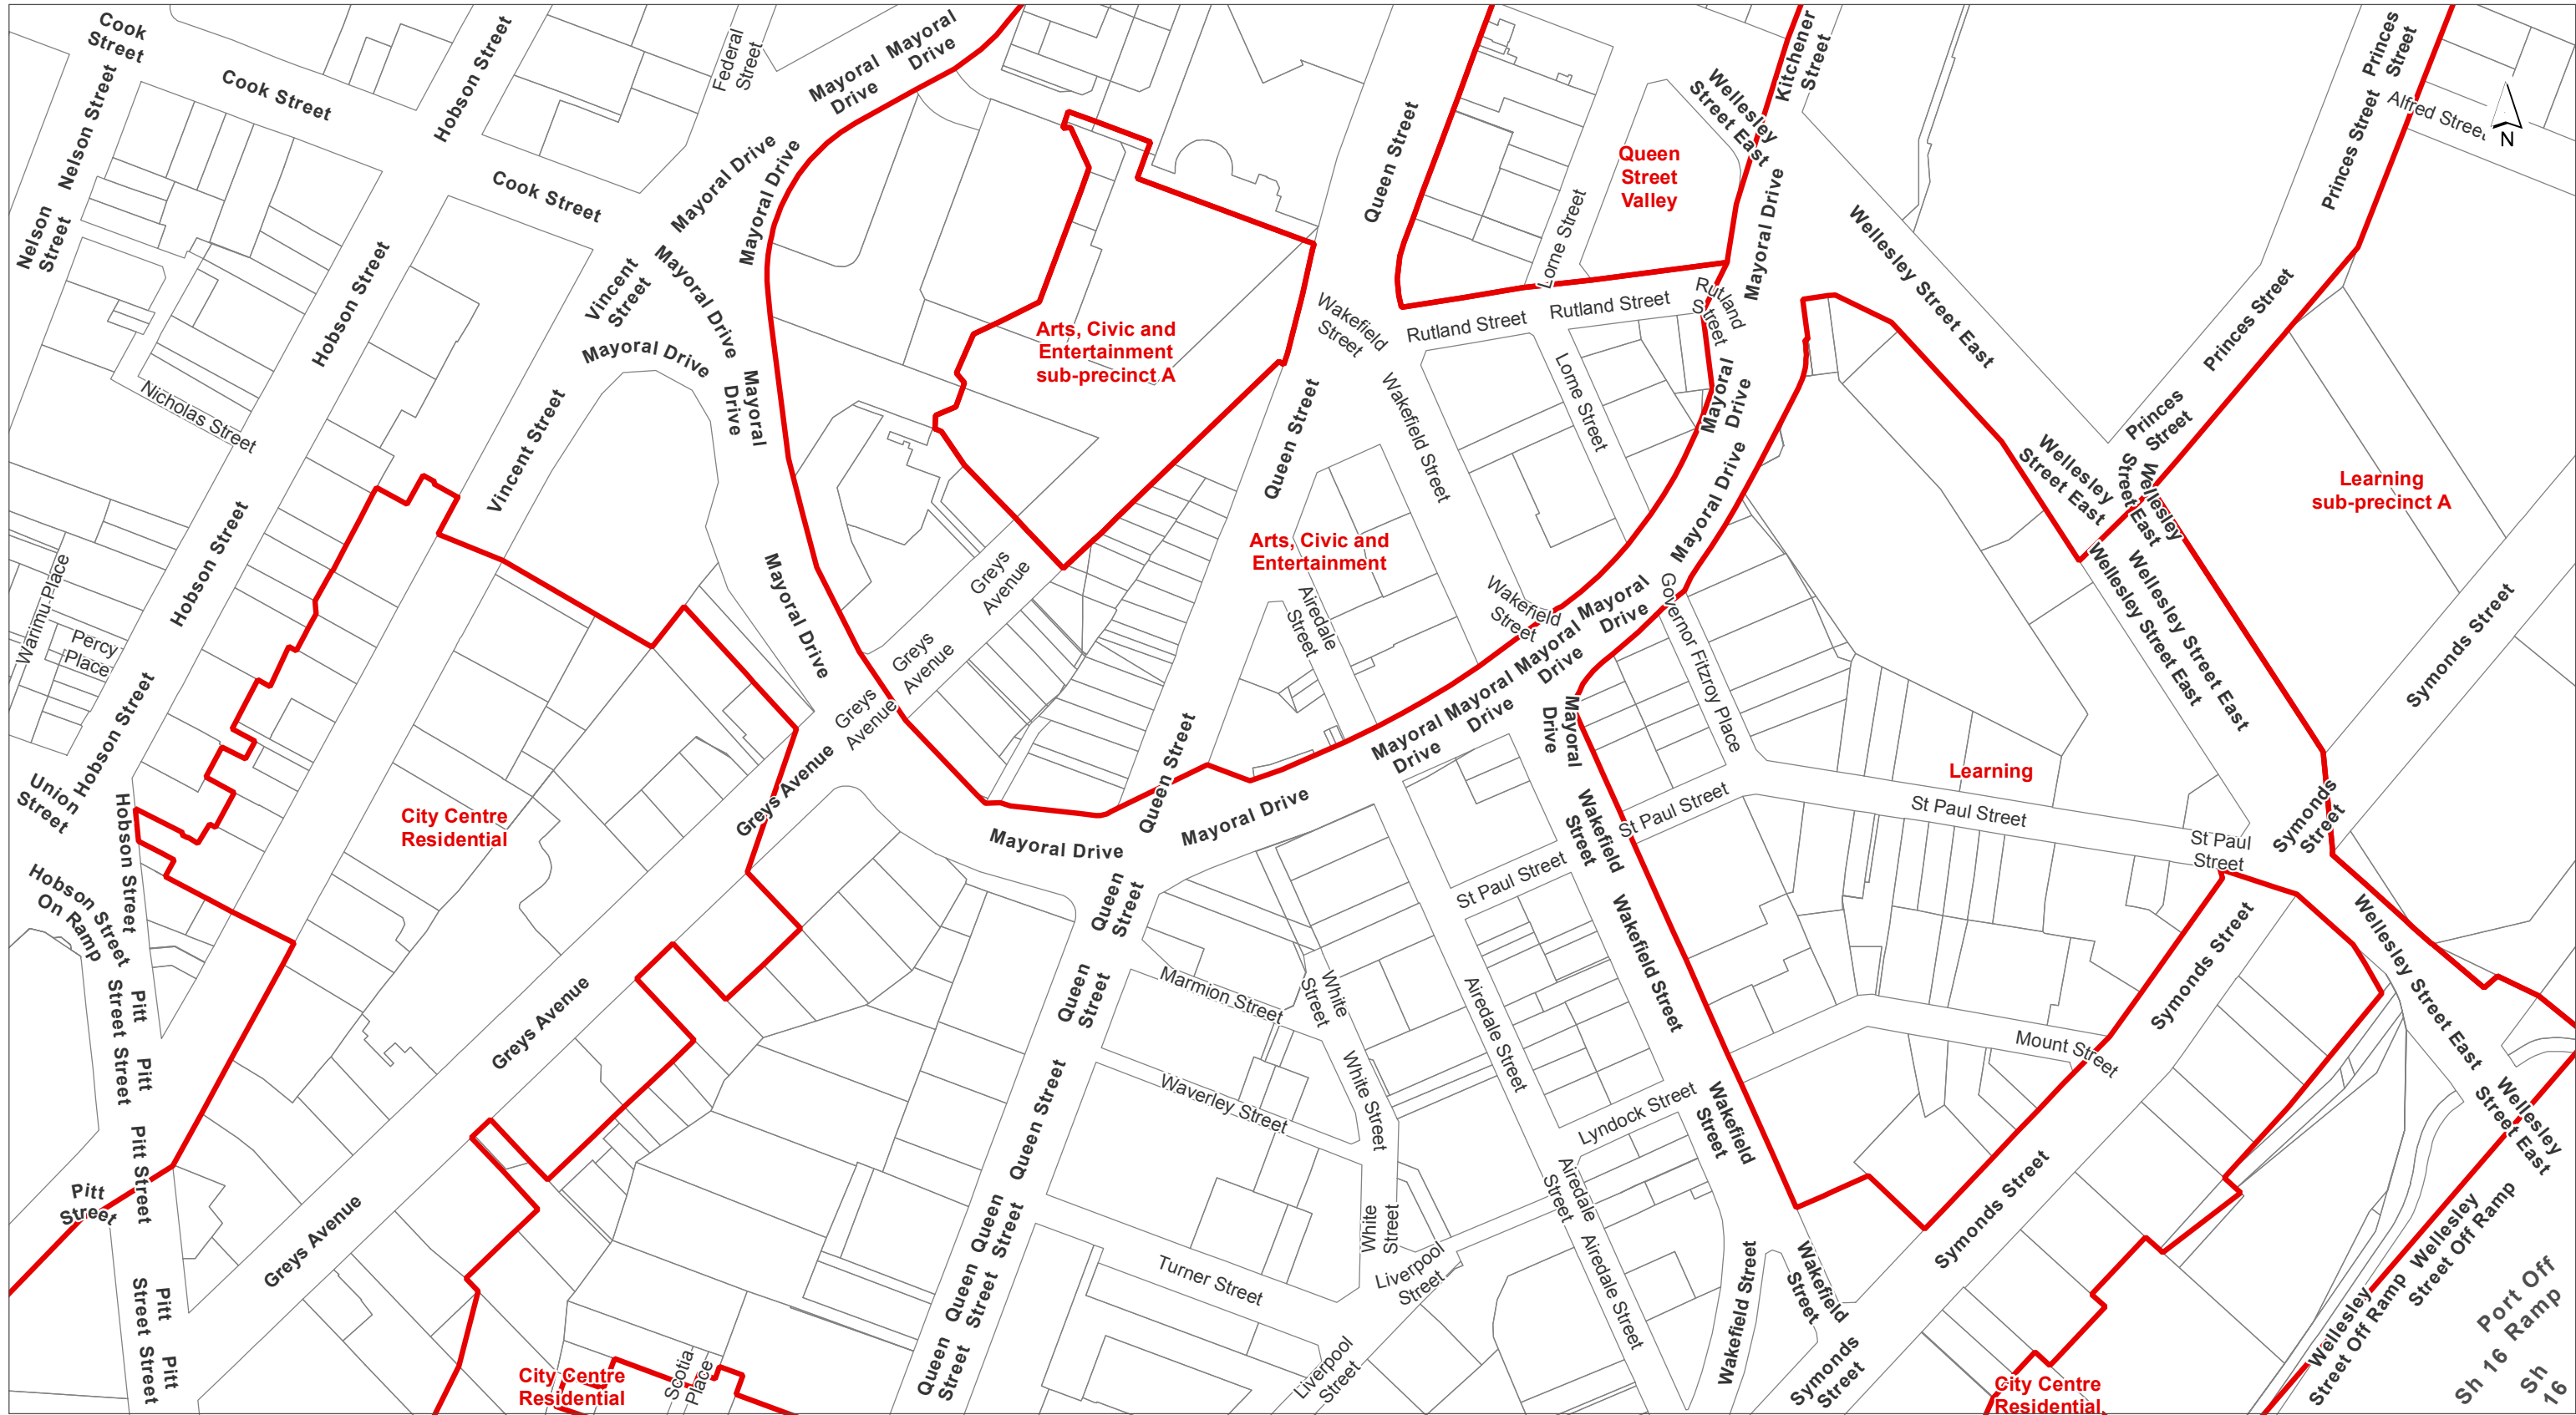 Cook
Street
Cook Street
Nelson Street
Nelson
Street
Hobson Street
Cook Street
Federal
Street
Mayoral
Drive
Mayoral
Drive
Mayoral Drive
Mayoral Drive
Queen Street
Queen
Street
Valley
Lorne Street
Wellesley
Street East
Kitchener
Street
Mayoral Drive
Princes
Street
Princes Street
Alfred Street
N
Wellesley Street East
Princes Street
Hobson Street
Vincent
Street
Mayoral Drive
Mayoral Drive
Mayoral
Drive
Nicholas Street
Vincent Street
Arts, Civic and
Entertainment
sub-precinct A
Wakefield
Street
Rutland Street
Rutland Street
Rutland
Street
Lorne Street
Wakefield Street
Queen Street
Mayoral
Drive
Mayoral Drive
Princes
Street
Wellesley
Street East
Wellesley
Street East
Learning
sub-precinct A
Hobson Street
Warimu Place
Percy
Place
Mayoral Drive
Greys
Avenue
Greys
Avenue
Greys
Avenue
Arts, Civic and
Entertainment
Airedale
Street
Wakefield
Street
Mayoral
Drive
Mayoral
Drive
Mayoral
Drive
Mayoral
Drive
Governor Fitzroy Place
Wellesley Street East
Wellesley Street East
Symonds Street
Hobson Street
Union
Street
Hobson Street
City Centre
Residential
Greys Avenue
Mayoral Drive
Queen Street
Mayoral Drive
Mayoral
Drive
St Paul Street
Learning
St Paul Street
St Paul
Street
Symonds
Street
Wakefield
Street
St Paul Street
Hobson Street
On Ramp
Queen
Street
Queen
Street
Marmion Street
White
Street
Airedale Street
Wakefield Street
Symonds Street
Wellesley Street East
Pitt
Street
Greys Avenue
Pitt
Street
Queen Street
Waverley Street
White Street
Mount Street
Lyndock Street
Wakefield
Street
Wellesley
Street East
Pitt Street
Pitt
Street
Greys Avenue
Queen
Street
Queen
Street
White
Street
Airedale
Street
Turner Street
Liverpool
Street
Airedale Street
Wakefield Street
Wakefield
Street
Symonds Street
Wellesley
Street Off Ramp
Port Off
Ramp
Sh 16
Pitt
Street
Pitt
Street
City Centre
Residential
Scotia
Place
Queen
Street
Liverpool
Street
Symonds
Street
City Centre
Residential
Wellesley
Street Off Ramp
Sh
16